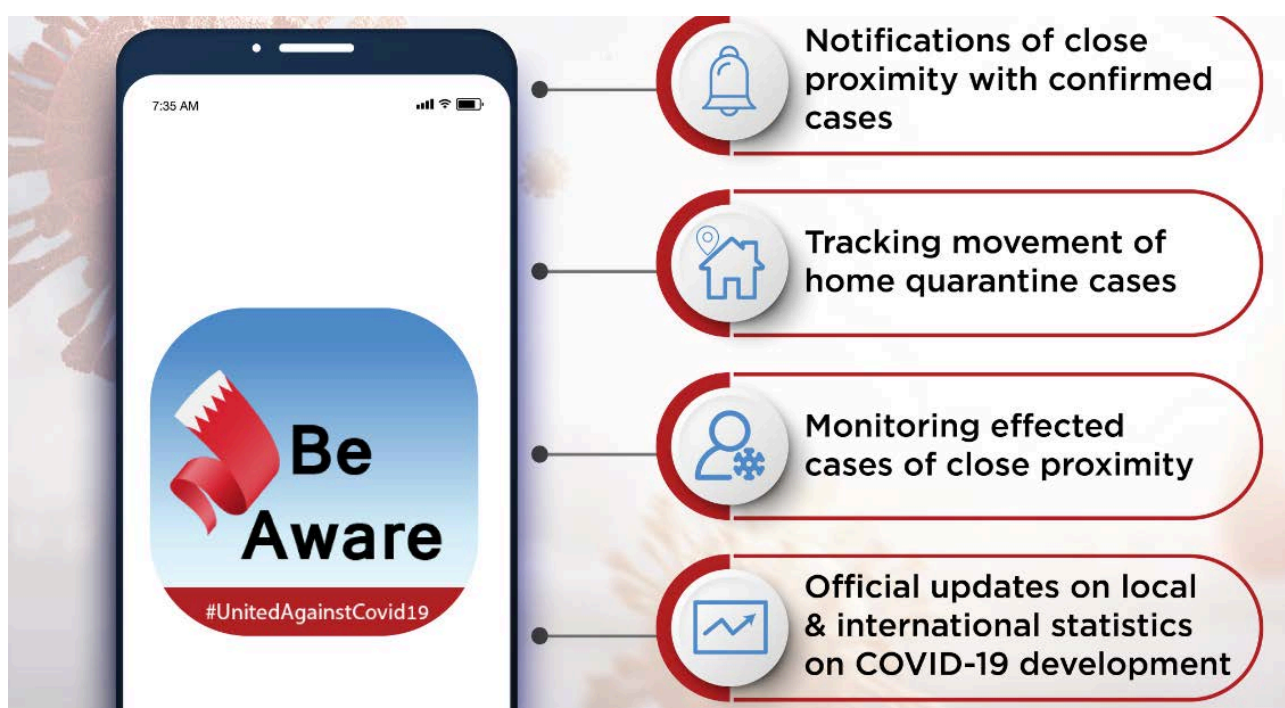 7:35 AM
Be
Aware
#UnitedAgainstCovid19
Notifications of close
proximity with confirmed
cases
Tracking movement of
home quarantine cases
Monitoring effected
cases of close proximity
Official updates on local
& international statistics
on COVID-19 development